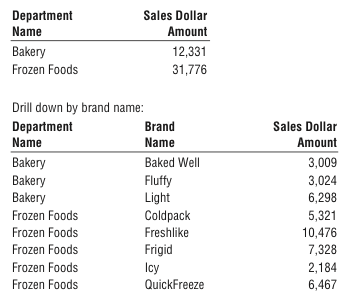 Department Sales Dollar
Name Amount
Bakery 12,331
Frozen Foods 31,776
Drill down by brand name:
Department Brand Sales Dollar
Name Name Amount
Bakery Baked Well 3,009
Bakery Fluffy 3,024
Bakery Light 6,298
Frozen Foods Coldpack 5,321
Frozen Foods Freshlike 10,476
Frozen Foods Frigid 7,328
Frozen Foods Icy 2,184
Frozen Foods QuickFreeze 6,467